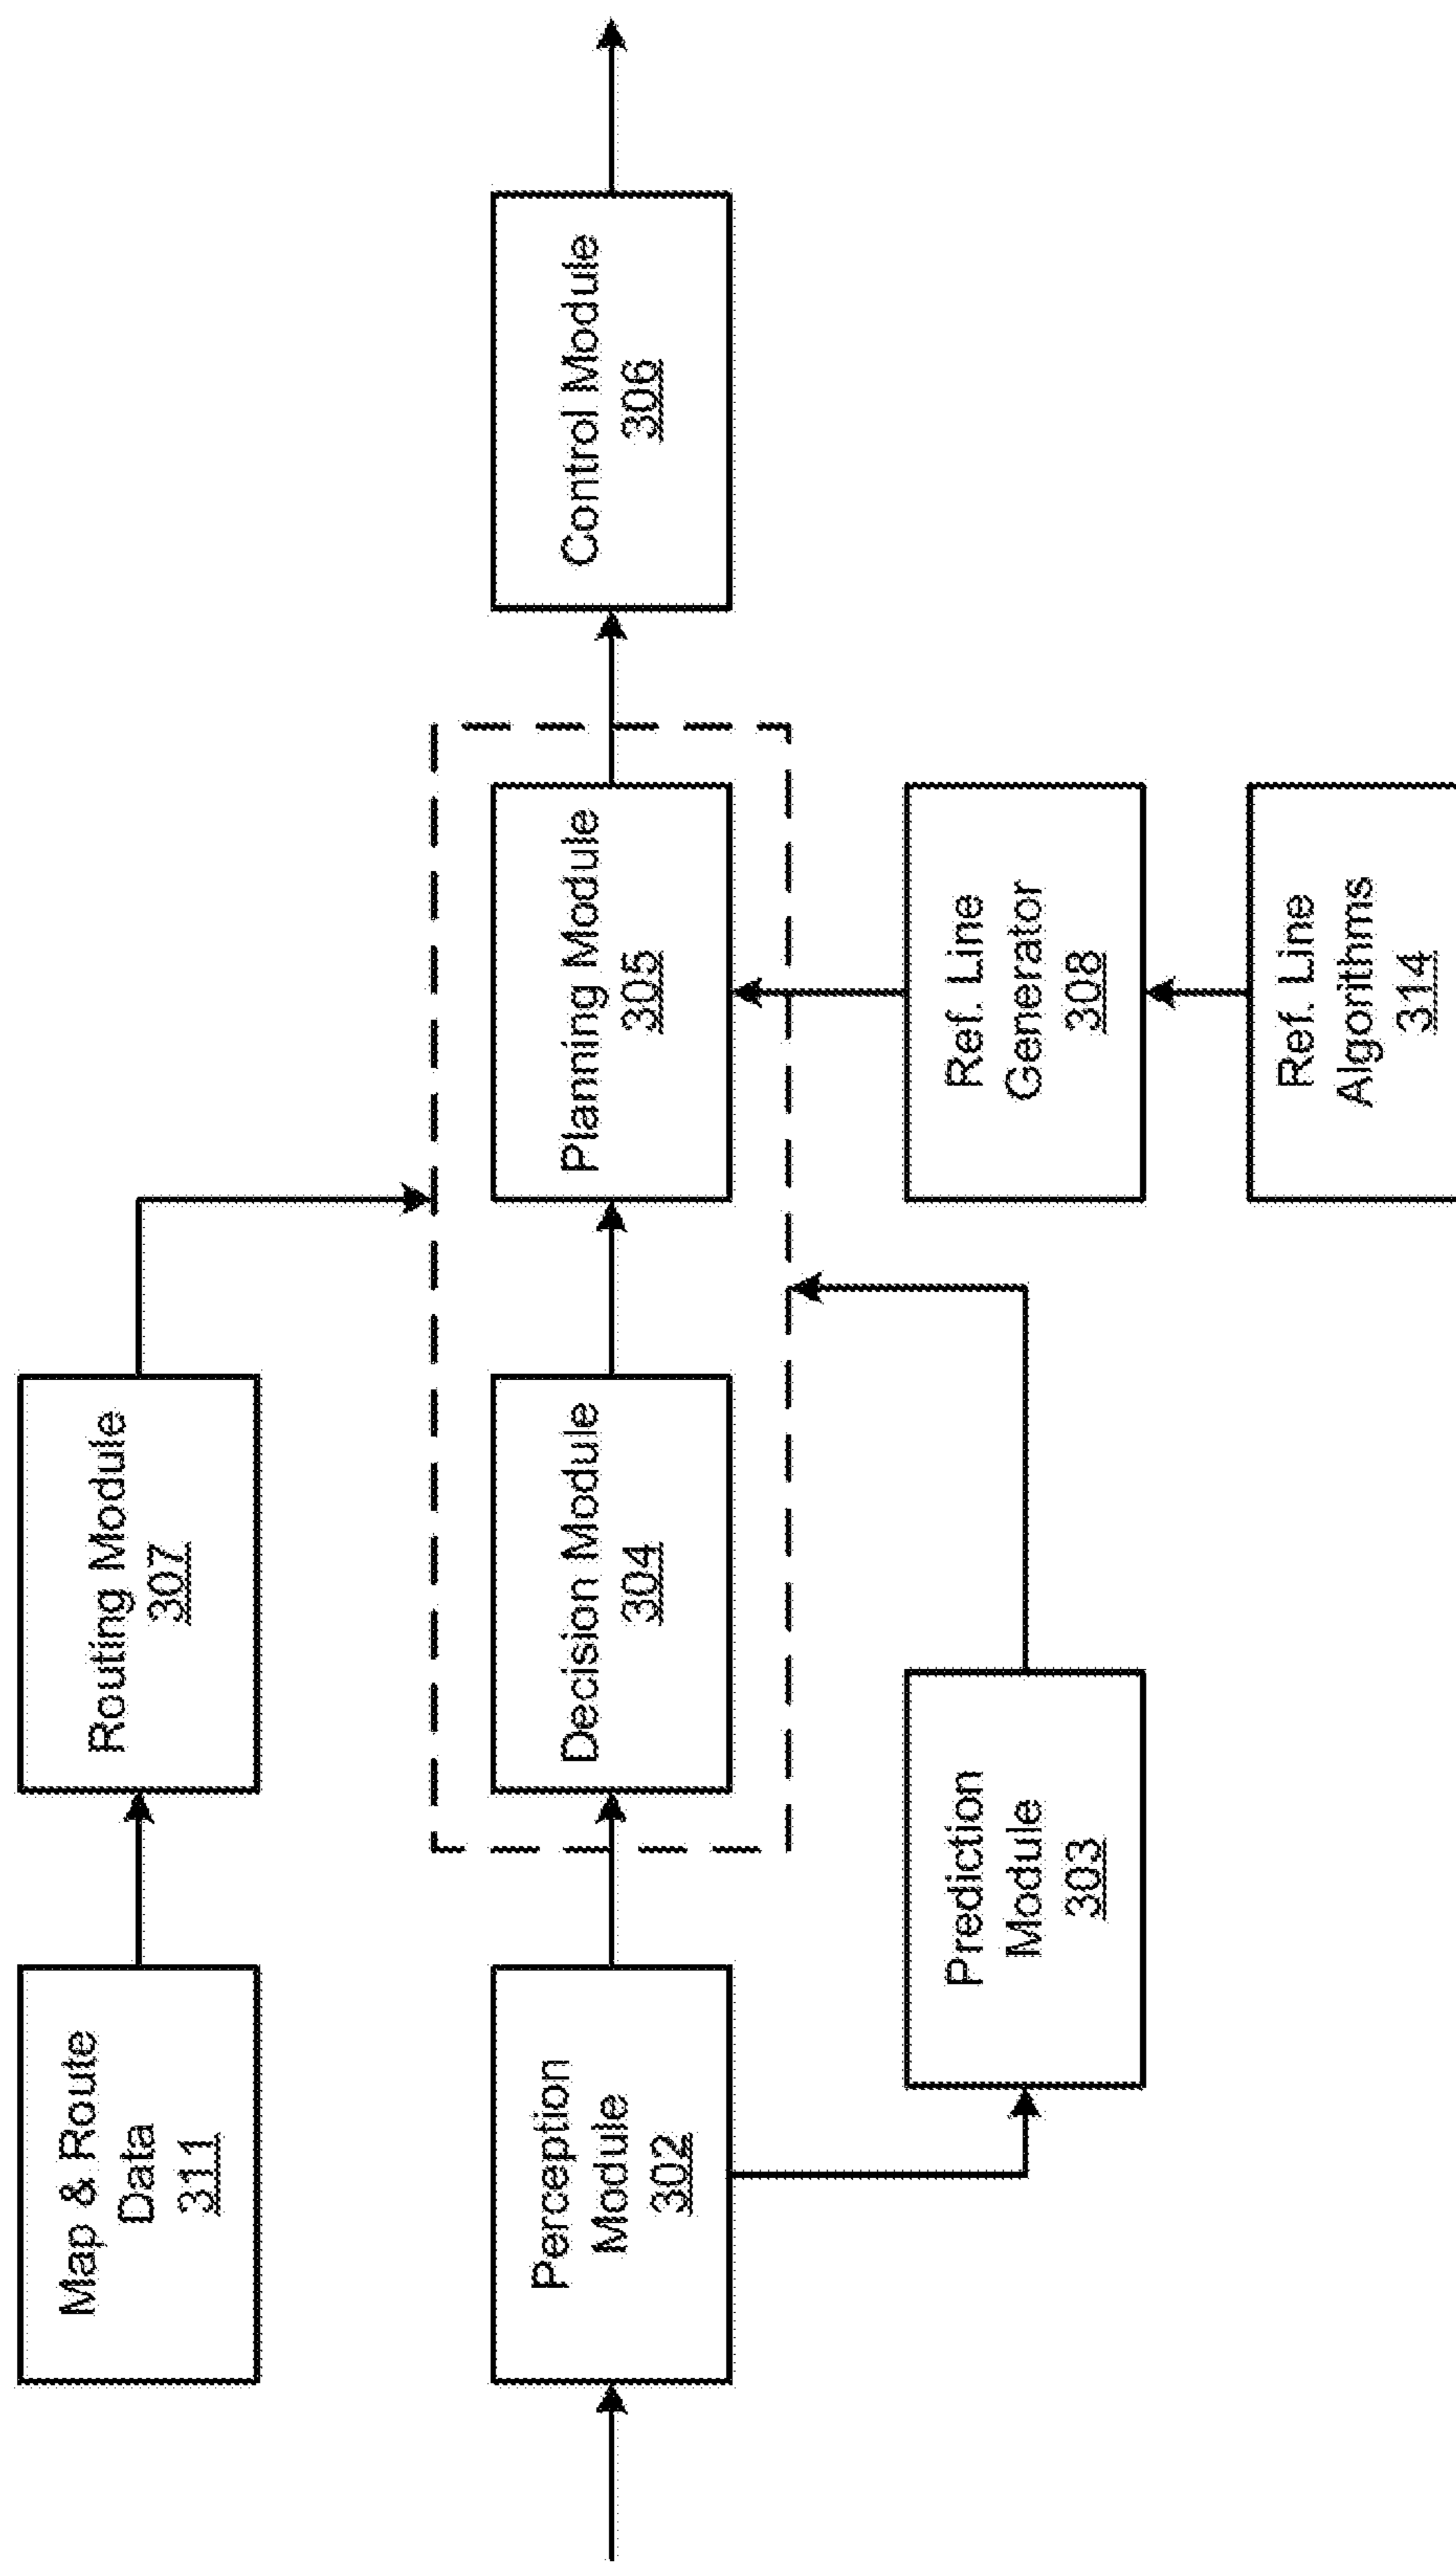 Map & Route
Data
311
Routing Module
307
Perception
Module
302
Decision Module
304
Planning Module
305
Control Module
306
Prediction
Module
303
Ref. Line
Generator
308
Ref. Line
Algorithms
314